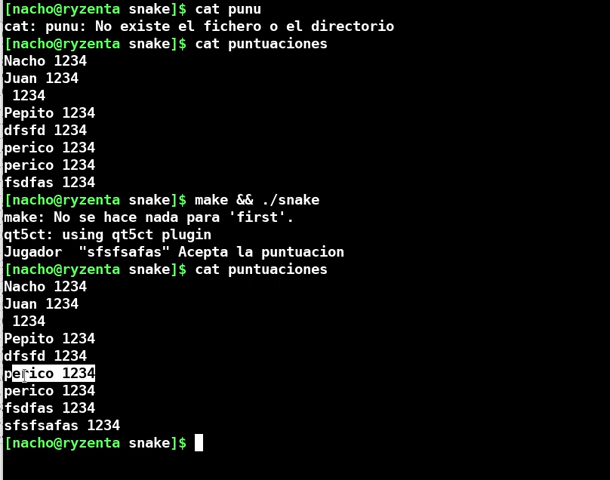 [nacho@ryzenta snake]$ cat punu
cat: punu: No existe el fichero o el directorio
[nacho@ryzenta snake]$ cat puntuaciones
Nacho 1234
Juan 1234
 1234
Pepito 1234
dfsfd 1234
perico 1234
perico 1234
fsdfas 1234
[nacho@ryzenta snake]$ make && ./snake
make: No se hace nada para 'first'.
qt5ct: using qt5ct plugin
Jugador  "sfsfsafas" Acepta la puntuacion
[nacho@ryzenta snake]$ cat puntuaciones
Nacho 1234
Juan 1234
 1234
Pepito 1234
dfsfd 1234
perico 1234
perico 1234
fsdfas 1234
sfsfsafas 1234
[nacho@ryzenta snake]$